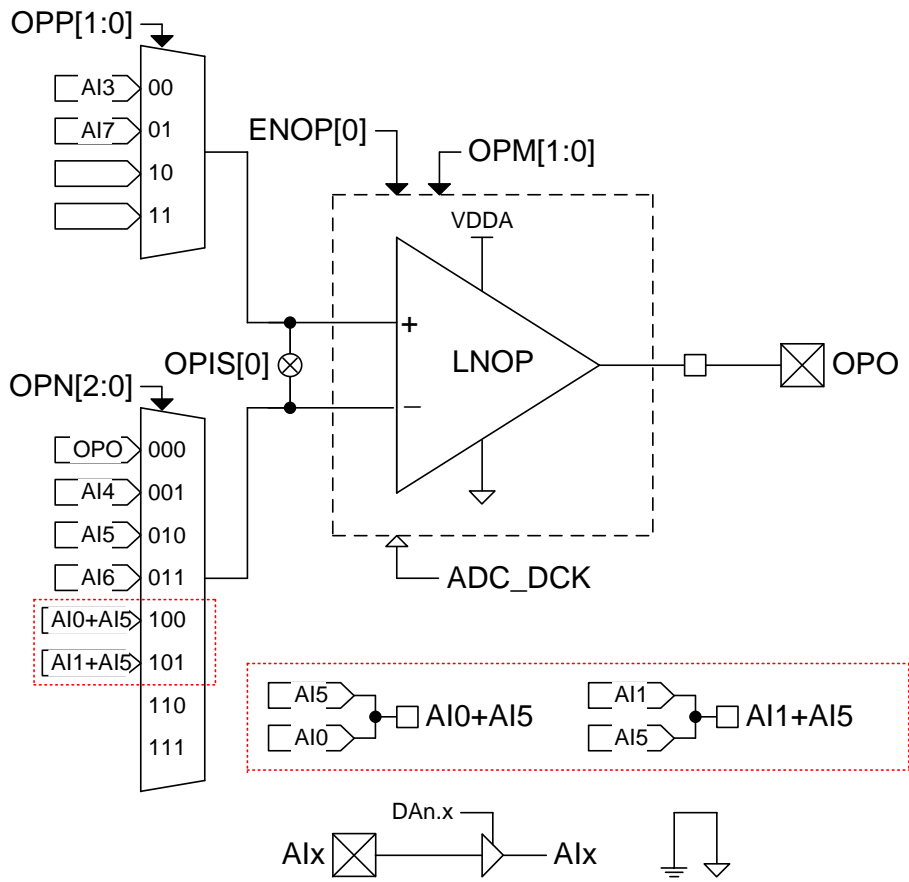 OPP[1:0]
AI3 00
AI7 01
10
11
ENOP[0]
OPM[1:0]
VDDA
+
LNOP
−
OPO
OPIS[0]
OPN[2:0]
OPO 000
AI4 001
AI5 010
AI6 011
AI0+AI5 100
AI1+AI5 101
110
111
ADC_DCK
AI5
AI0
AI0+AI5
AI1
AI5
AI1+AI5
DAn.x
AIx
AIx